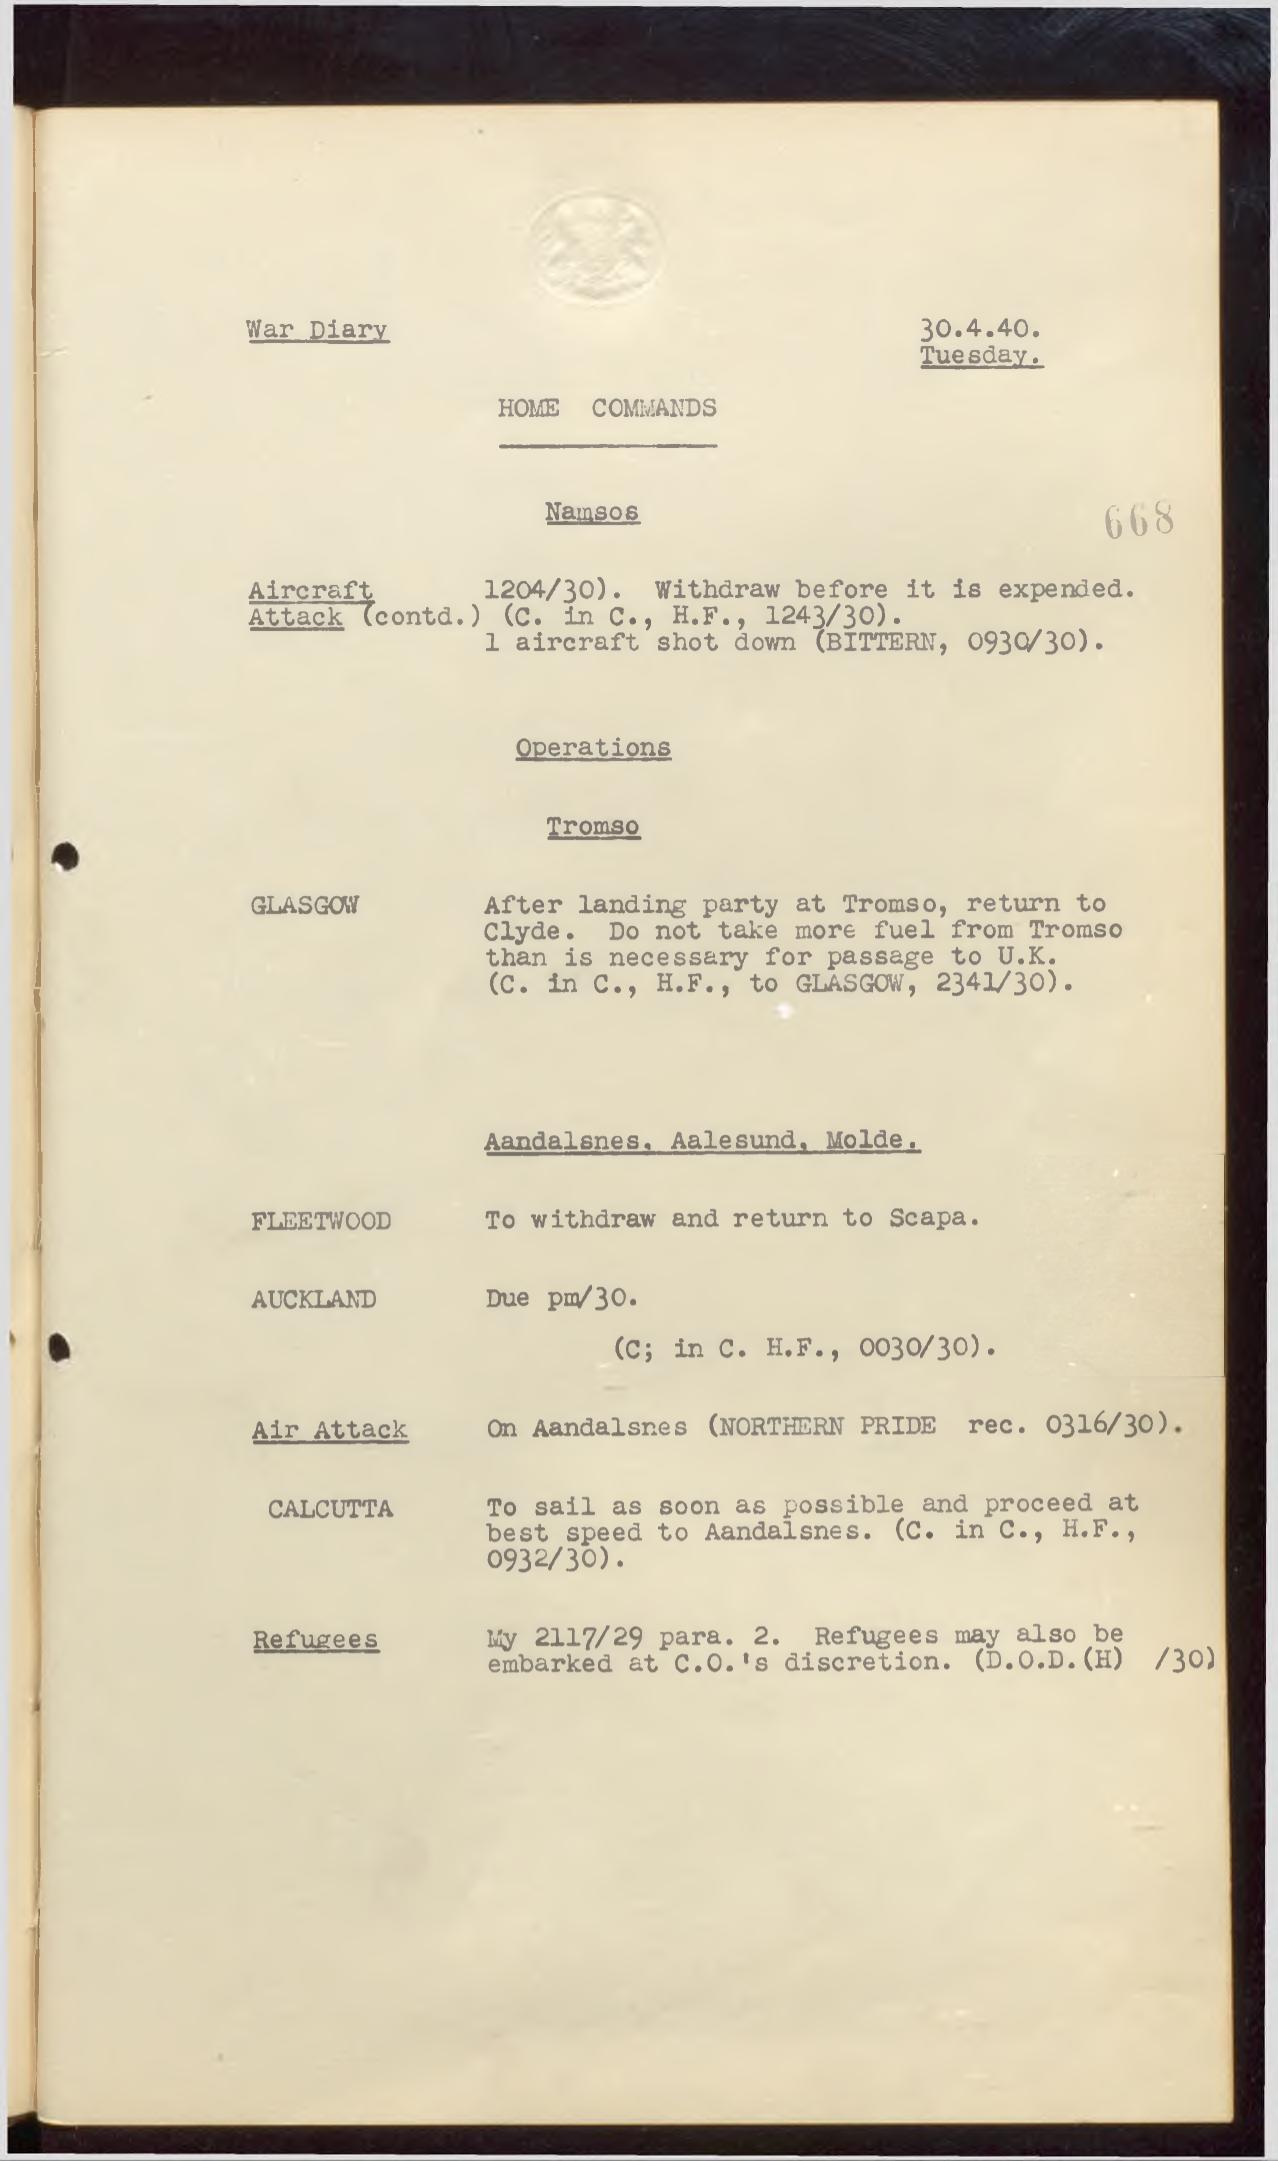 War Diary 30.4.40.
Tuesday.
HOME COMMANDS
Namsos
668
Aircraft 1204/30). Withdraw before it is expended.
Attack (contd.) (C. in C., H.F., 1243/30).
1 aircraft shot down (BITTERN, 0930/30).
Operations
Tromso
GLASGOW After landing party at Tromso, return to
Clyde. Do not take more fuel from Tromso
than is necessary for passage to U.K.
(C. in C., H.F., to GLASGOW, 2341/30).
Aandalsnes, Aalesund, Molde.
FLEETWOOD To withdraw and return to Scapa.
AUCKLAND Due pm/30.
(C; in C. H.F., 0030/30).
Air Attack On Aandalsnes (NORTHERN PRIDE rec. 0316/30).
CALCUTTA To sail as soon as possible and proceed at
best speed to Aandalsnes. (C. in C., H.F.,
0932/30).
Refugees My 2117/29 para. 2. Refugees may also be
embarked at C.O.'s discretion. (D.O.D.(H) /30)